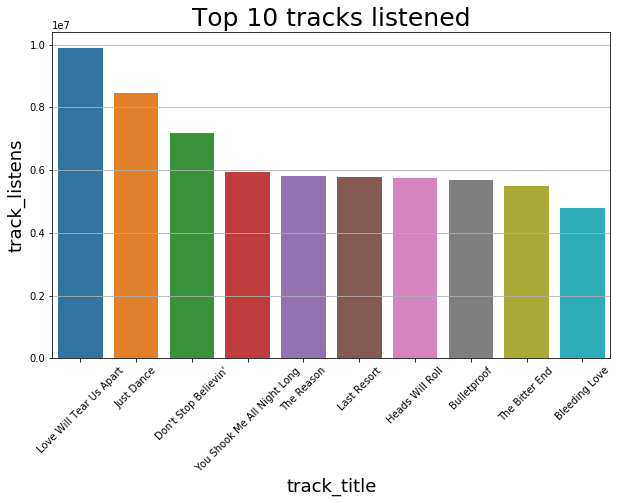 Top 10 tracks listened
1e7
1.0
0.8
0.6
0.4
0.2
0.0
track_listens
Love Will Tear Us Apart
Just Dance
Don't Stop Believin'
You Shook Me All Night Long
The Reason
Last Resort
Heads Will Roll
Bulletproof
The Bitter End
Bleeding Love
track_title